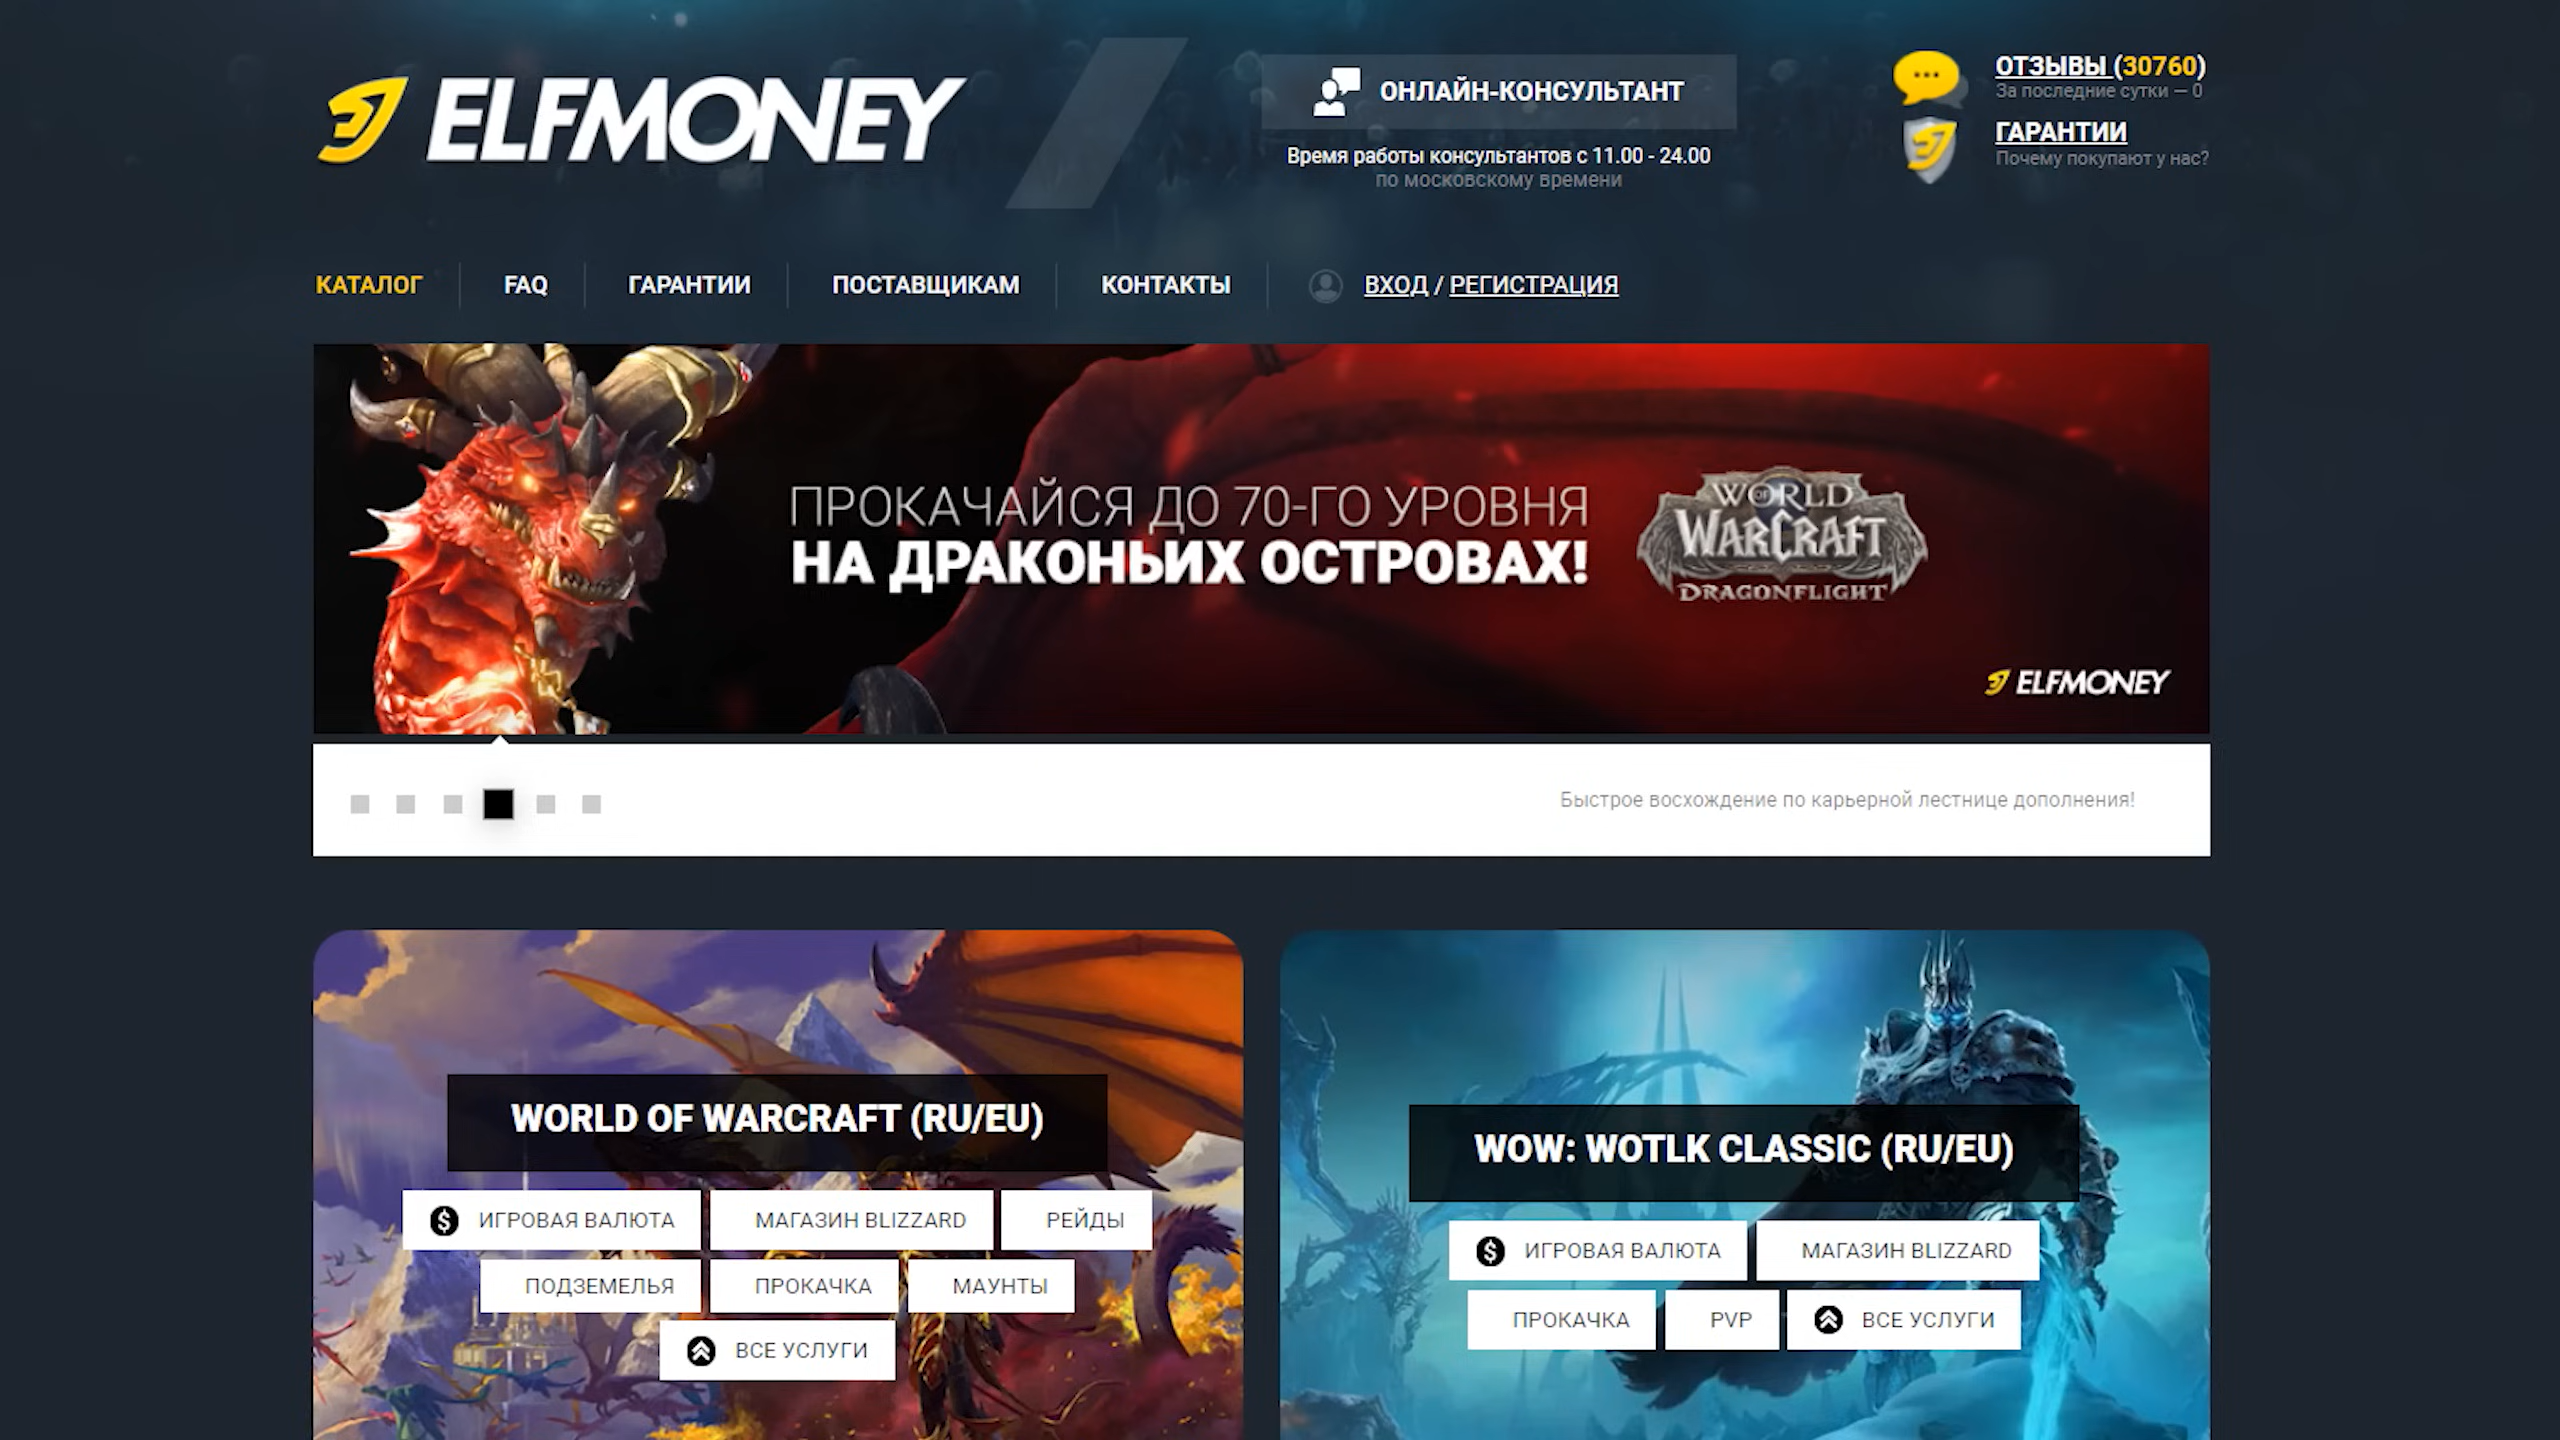 ELFMONEY
ОНЛАЙН-КОНСУЛЬТАНТ
Время работы консультантов с 11.00 - 24.00
по московскому времени
ОТЗЫВЫ (30760)
За последние сутки — 0
ГАРАНТИИ
Почему покупают у нас?
КАТАЛОГ
FAQ
ГАРАНТИИ
ПОСТАВЩИКАМ
КОНТАКТЫ
ВХОД / РЕГИСТРАЦИЯ
ПРОКАЧАЙСЯ ДО 70-ГО УРОВНЯ
НА ДРАКОНЬИХ ОСТРОВАХ!
WORLD OF
WARCRAFT
DRAGONFLIGHT
ELFMONEY
Быстрое восхождение по карьерной лестнице дополнения!
WORLD OF WARCRAFT (RU/EU)
ИГРОВАЯ ВАЛЮТА
МАГАЗИН BLIZZARD
РЕЙДЫ
ПОДЗЕМЕЛЬЯ
ПРОКАЧКА
МАУНТЫ
ВСЕ УСЛУГИ
WOW: WOTLK CLASSIC (RU/EU)
ИГРОВАЯ ВАЛЮТА
МАГАЗИН BLIZZARD
ПРОКАЧКА
PVP
ВСЕ УСЛУГИ